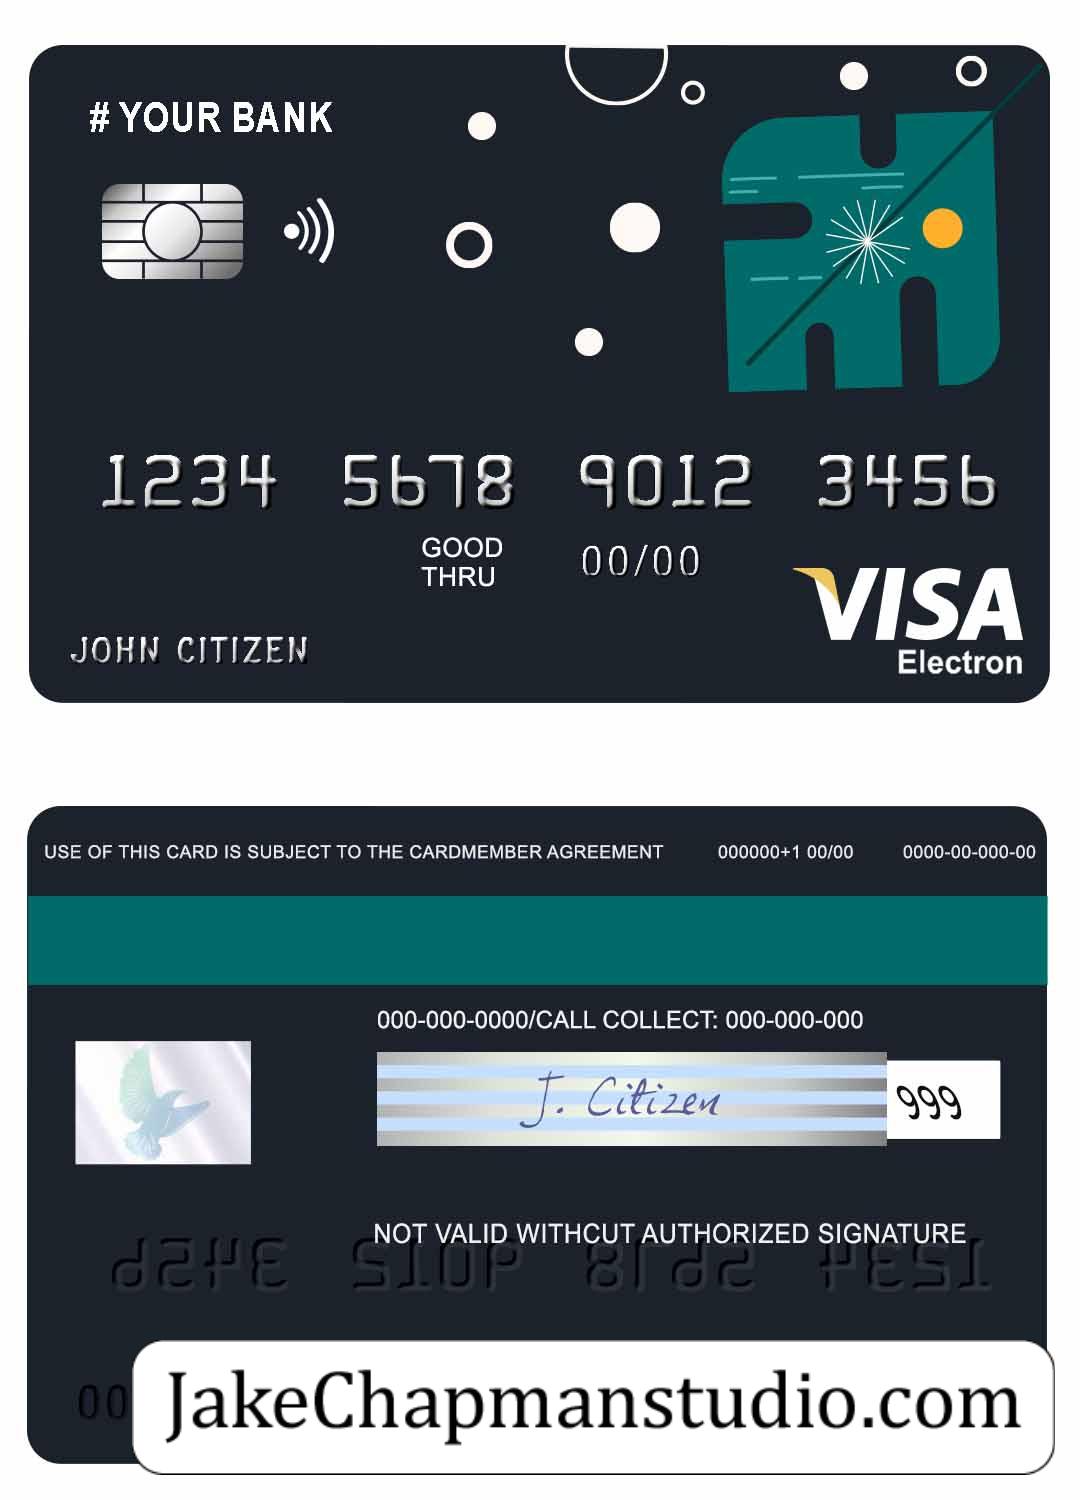 # YOUR BANK
1234 5678 9012 3456
GOOD
THRU
00/00
VISA
Electron
JOHN CITIZEN
USE OF THIS CARD IS SUBJECT TO THE CARDMEMBER AGREEMENT 000000+1 00/00 0000-00-000-00
000-000-0000/CALL COLLECT: 000-000-000
J. Citizen
999
NOT VALID WITHCUT AUTHORIZED SIGNATURE
00
JakeChapmanstudio.com